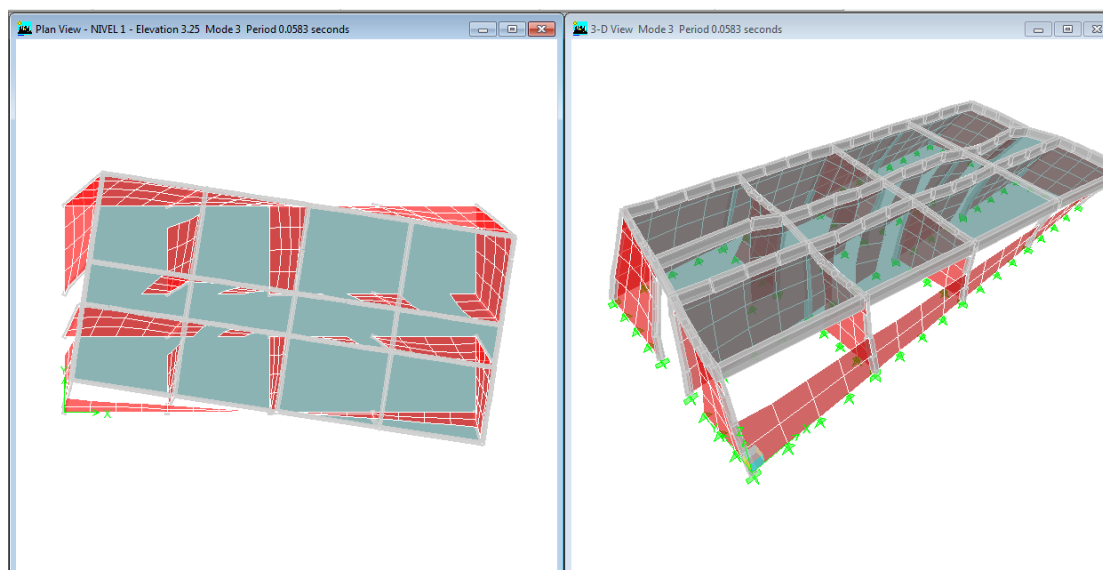 Plan View - NIVEL 1 - Elevation 3.25 Mode 3 Period 0.0583 seconds
3-D View Mode 3 Period 0.0583 seconds
Y
X